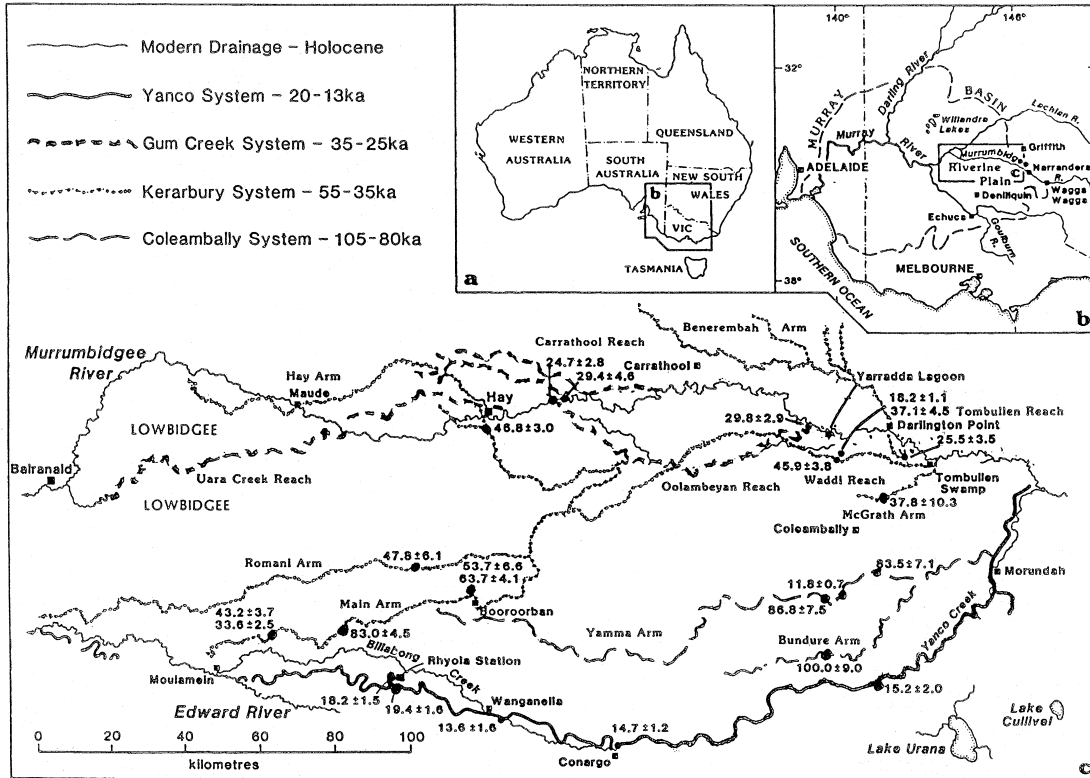 Modern Drainage - Holocene
Yanco System - 20-13ka
Gum Creek System - 35-25ka
Kerarbury System - 55-35ka
Coleambally System - 105-80ka
NORTHERN
TERRITORY
WESTERN
AUSTRALIA
QUEENSLAND
SOUTH
AUSTRALIA
NEW SOUTH
WALES
b
VIC
TASMANIA
a
140°
146°
32°
38°
MURRAY
BASIN
Darling River
Lachlan R.
Willandra
Lakes
Murray
River
Griffith
Murrumbidgee
R.
Narrandera
ADELAIDE
Riverine
Plain
c
Wagga
Wagga
Deniliquin
Echuca
Goulburn
R.
MELBOURNE
SOUTHERN OCEAN
b
Benerembah Arm
Murrumbidgee
River
Carrathool Reach
24.7±2.8
29.4±4.6
Carrathool
Yarradda Lagoon
Hay Arm
Maude
Hay
18.2±1.1
37.1±4.5
Tombullen Reach
LOWBIDGEE
46.8±3.0
29.8±2.9
Darlington Point
25.5±3.5
Balranald
Uara Creek Reach
45.9±3.8
Waddi Reach
Oolambeyan Reach
Tombullen
Swamp
LOWBIDGEE
37.8±10.3
McGrath Arm
Coleambally
Romani Arm
47.8±6.1
53.7±6.6
63.7±4.1
83.5±7.1
Morundah
11.8±0.7
86.8±7.5
43.2±3.7
33.6±2.5
Main Arm
Booroorban
83.0±4.5
Yamma Arm
Yanco Creek
Bundure Arm
100.0±9.0
Billabong
Creek
Rhyola Station
Moulamein
Wanganella
15.2±2.0
18.2±1.5
19.4±1.6
Edward River
13.6±1.6
14.7±1.2
Lake
Cullivel
Lake Urana
Conargo
0 20 40 60 80 100
kilometres
c